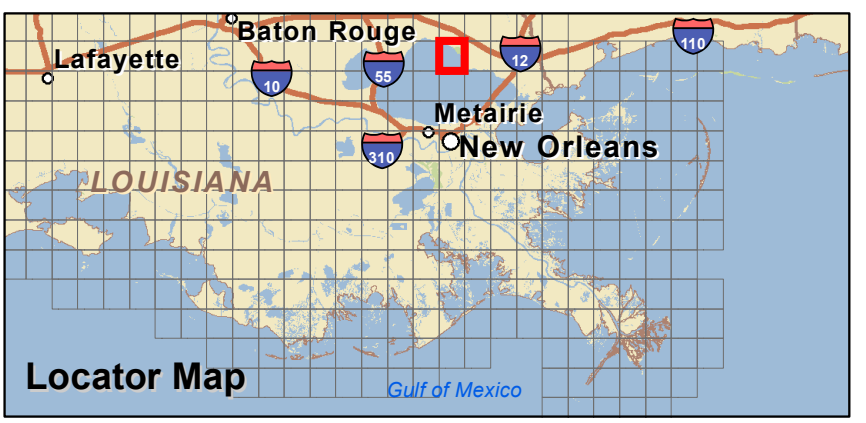 Baton Rouge
110
Lafayette
12
55
10
Metairie
310
New Orleans
LOUISIANA
Locator Map
Gulf of Mexico